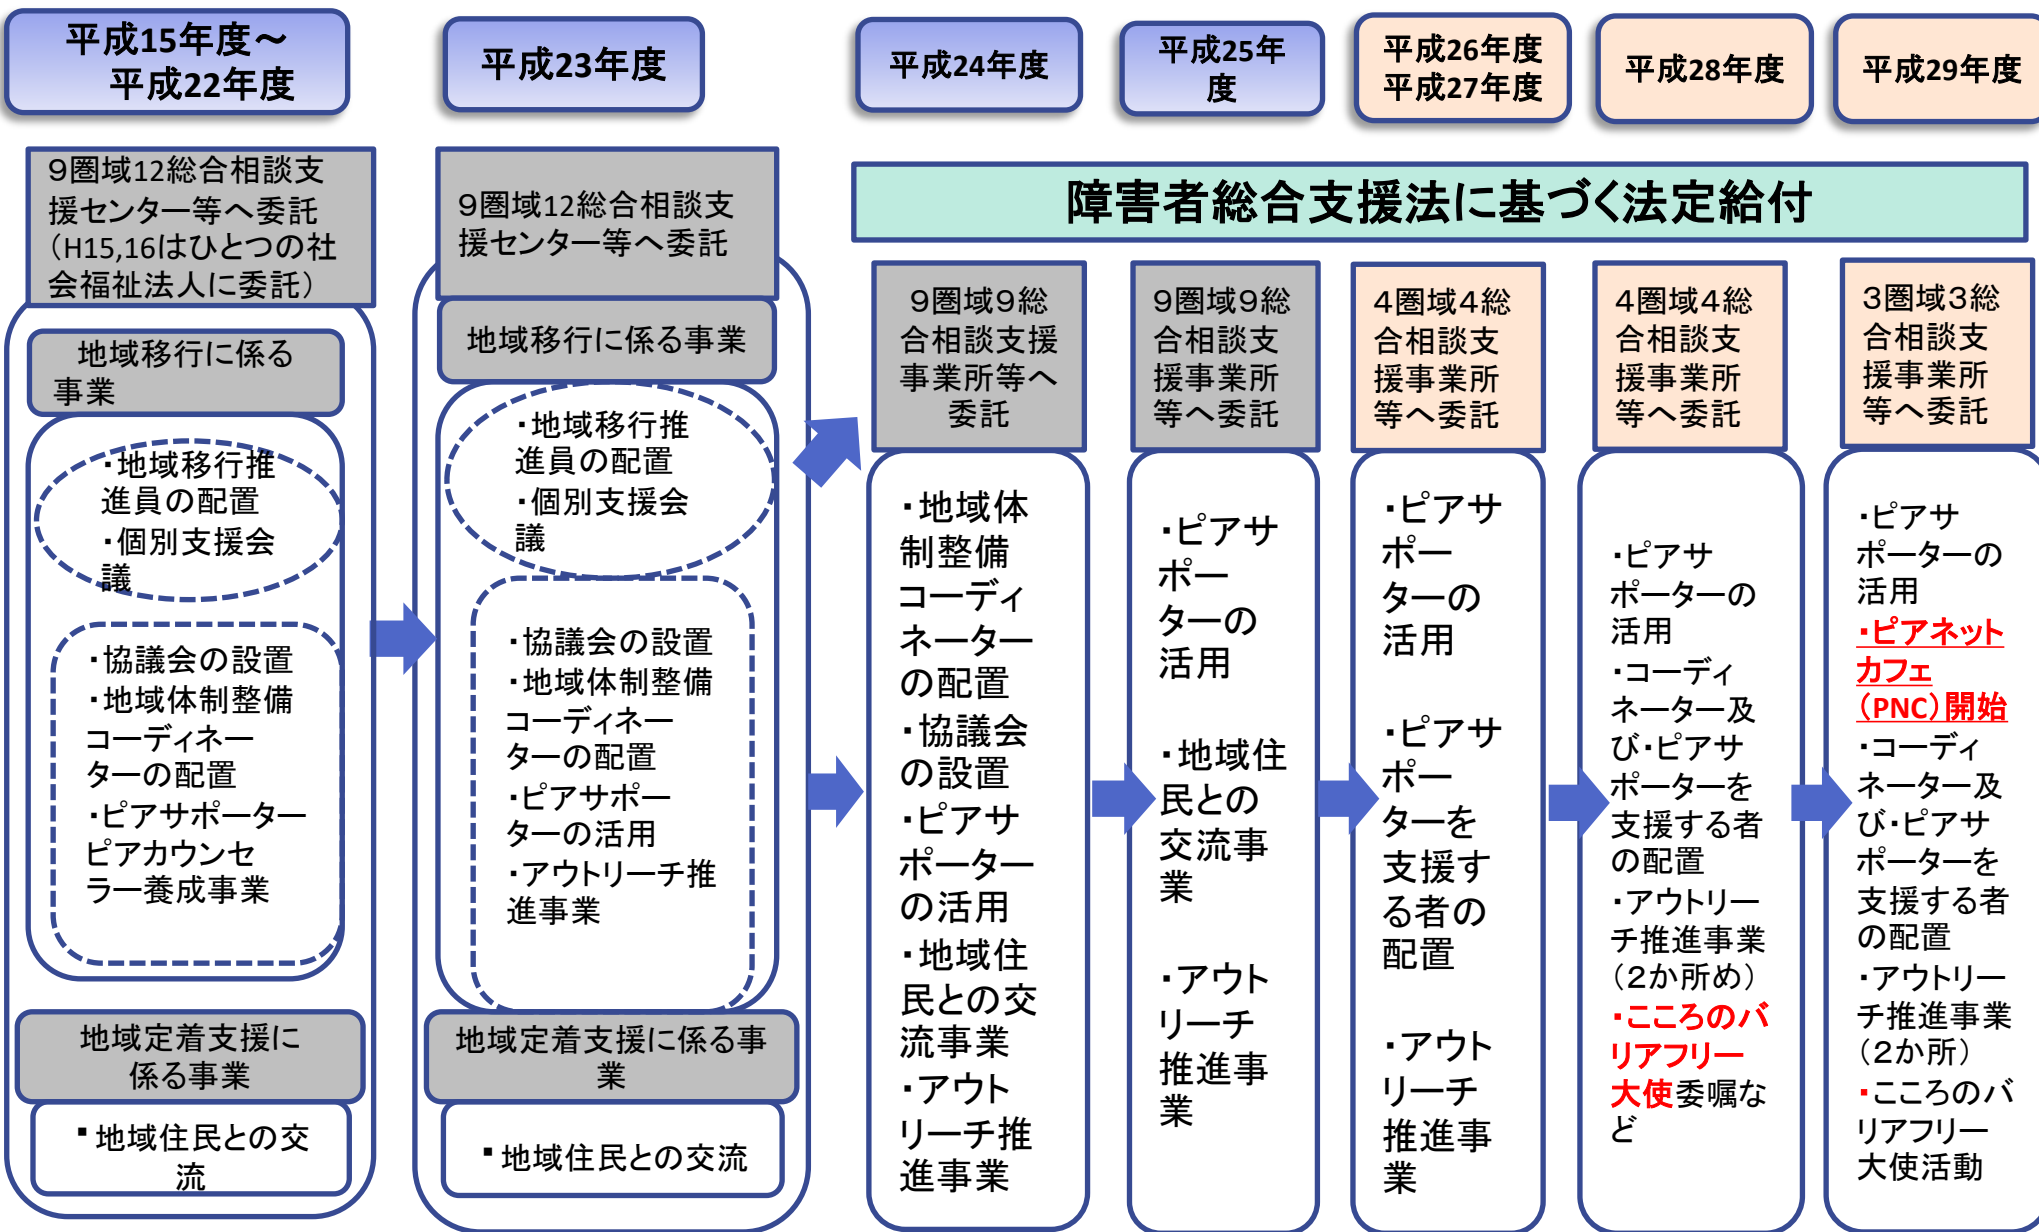 平成15年度～
平成22年度
平成23年度
平成24年度
平成25年
度
平成26年度
平成27年度
平成28年度
平成29年度
障害者総合支援法に基づく法定給付
９圏域12総合相談支
援センター等へ委託
（H15,16はひとつの社
会福祉法人に委託）
地域移行に係る
事業
・地域移行推
進員の配置
・個別支援会
議
・協議会の設置
・地域体制整備
コーディネー
ターの配置
・ピアサポーター
ピアカウンセ
ラー養成事業
地域定着支援に
係る事業
▪地域住民との交
流
９圏域12総合相談支
援センター等へ委託
地域移行に係る事業
・地域移行推
進員の配置
・個別支援会
議
・協議会の設置
・地域体制整備
コーディネー
ターの配置
・ピアサポー
ターの活用
・アウトリーチ推
進事業
地域定着支援に係る事
業
▪地域住民との交流
９圏域９総
合相談支援
事業所等へ
委託
・地域体
制整備
コーディ
ネーター
の配置
・協議会
の設置
・ピアサ
ポーター
の活用
・地域住
民との交
流事業
・アウト
リーチ推
進事業
９圏域９総
合相談支
援事業所
等へ委託
・ピアサ
ポー
ターの
活用
・地域住
民との
交流事
業
・アウト
リーチ
推進事
業
４圏域４総
合相談支
援事業所
等へ委託
・ピアサ
ポー
ターの
活用
・ピアサ
ポー
ターを
支援す
る者の
配置
・アウト
リーチ
推進事
業
４圏域４総
合相談支
援事業所
等へ委託
・ピアサ
ポーターの
活用
・コーディ
ネーター及
び・ピアサ
ポーターを
支援する者
の配置
・アウトリー
チ推進事業
（２か所め）
・こころのバ
リアフリー
大使委嘱な
ど
３圏域３総
合相談支
援事業所
等へ委託
・ピアサ
ポーターの
活用
・ピアネット
カフェ
（PNC）開始
・コーディ
ネーター及
び・ピアサ
ポーターを
支援する者
の配置
・アウトリー
チ推進事業
（２か所）
・こころのバ
リアフリー
大使活動